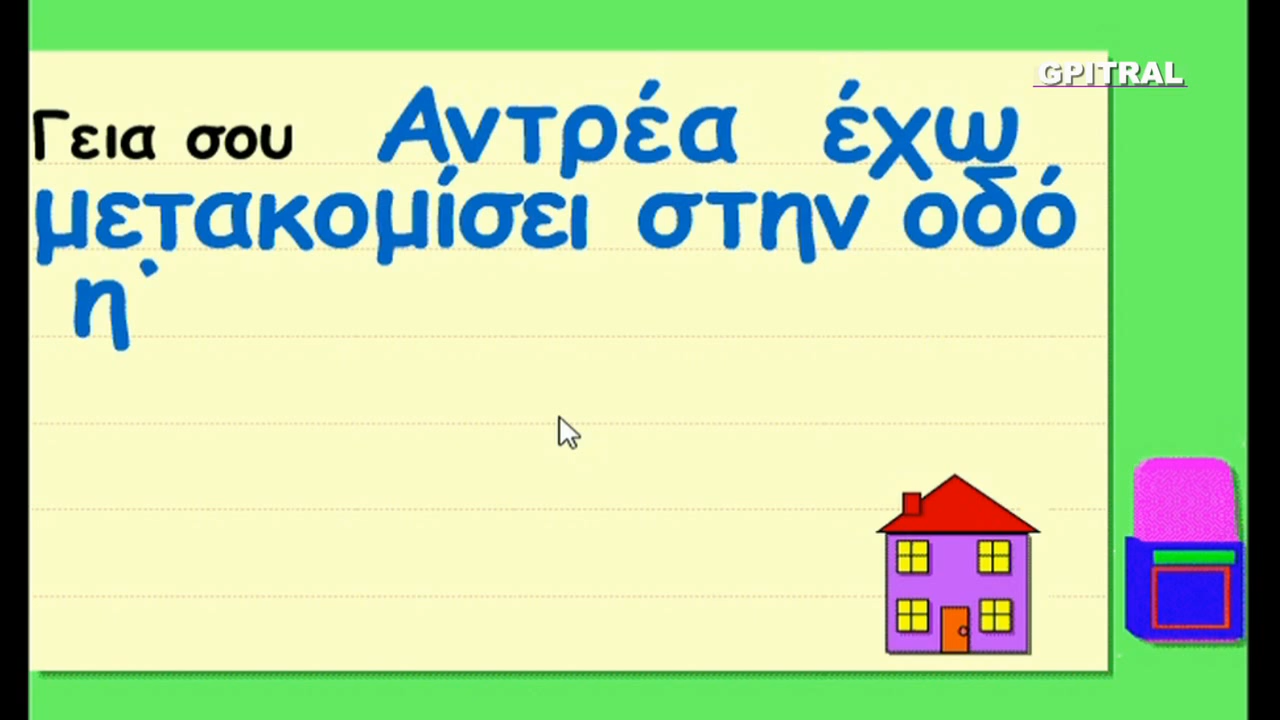 GPITRAL
Γεια σου Αντρέα έχω
μετακομίσει στην οδό
η